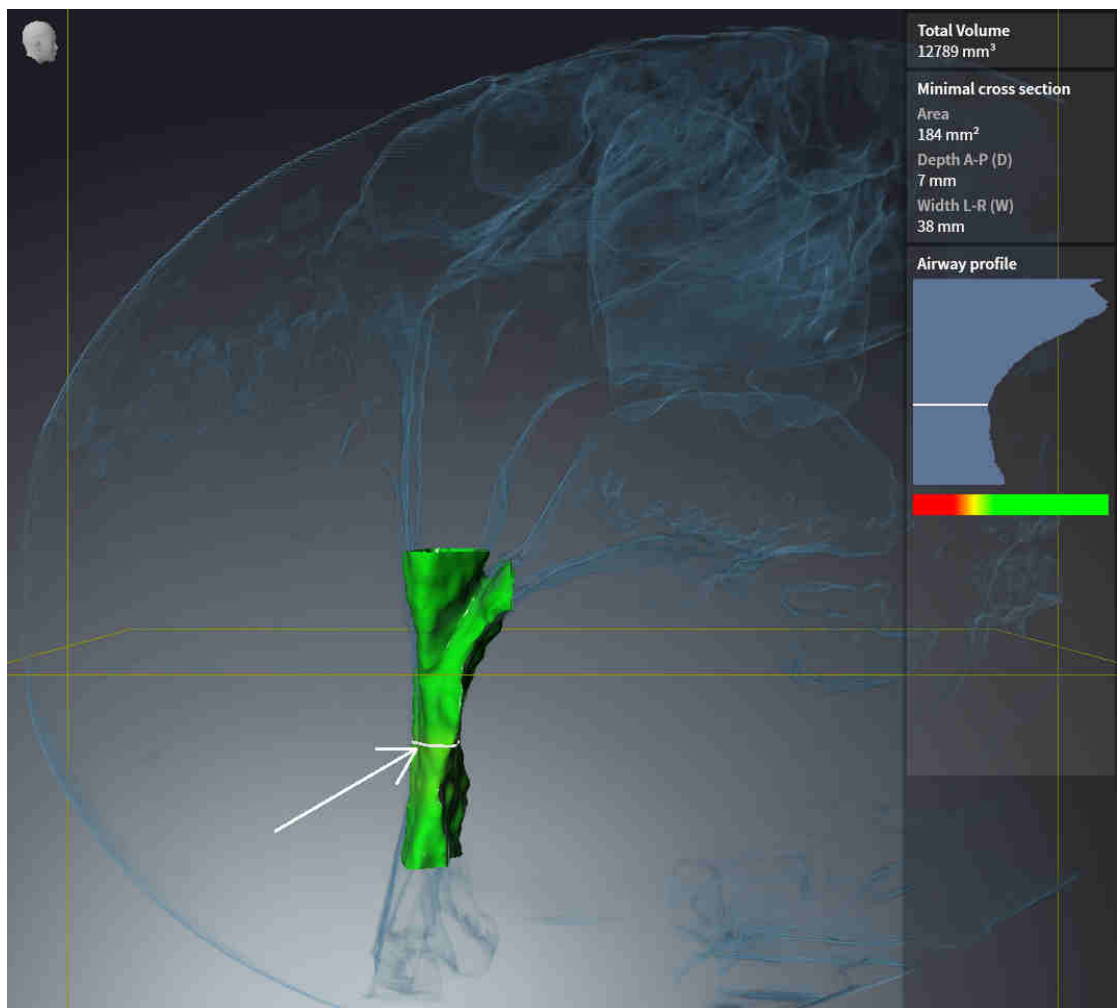 Total Volume
12789 mm³
Minimal cross section
Area
184 mm²
Depth A-P (D)
7 mm
Width L-R (W)
38 mm
Airway profile